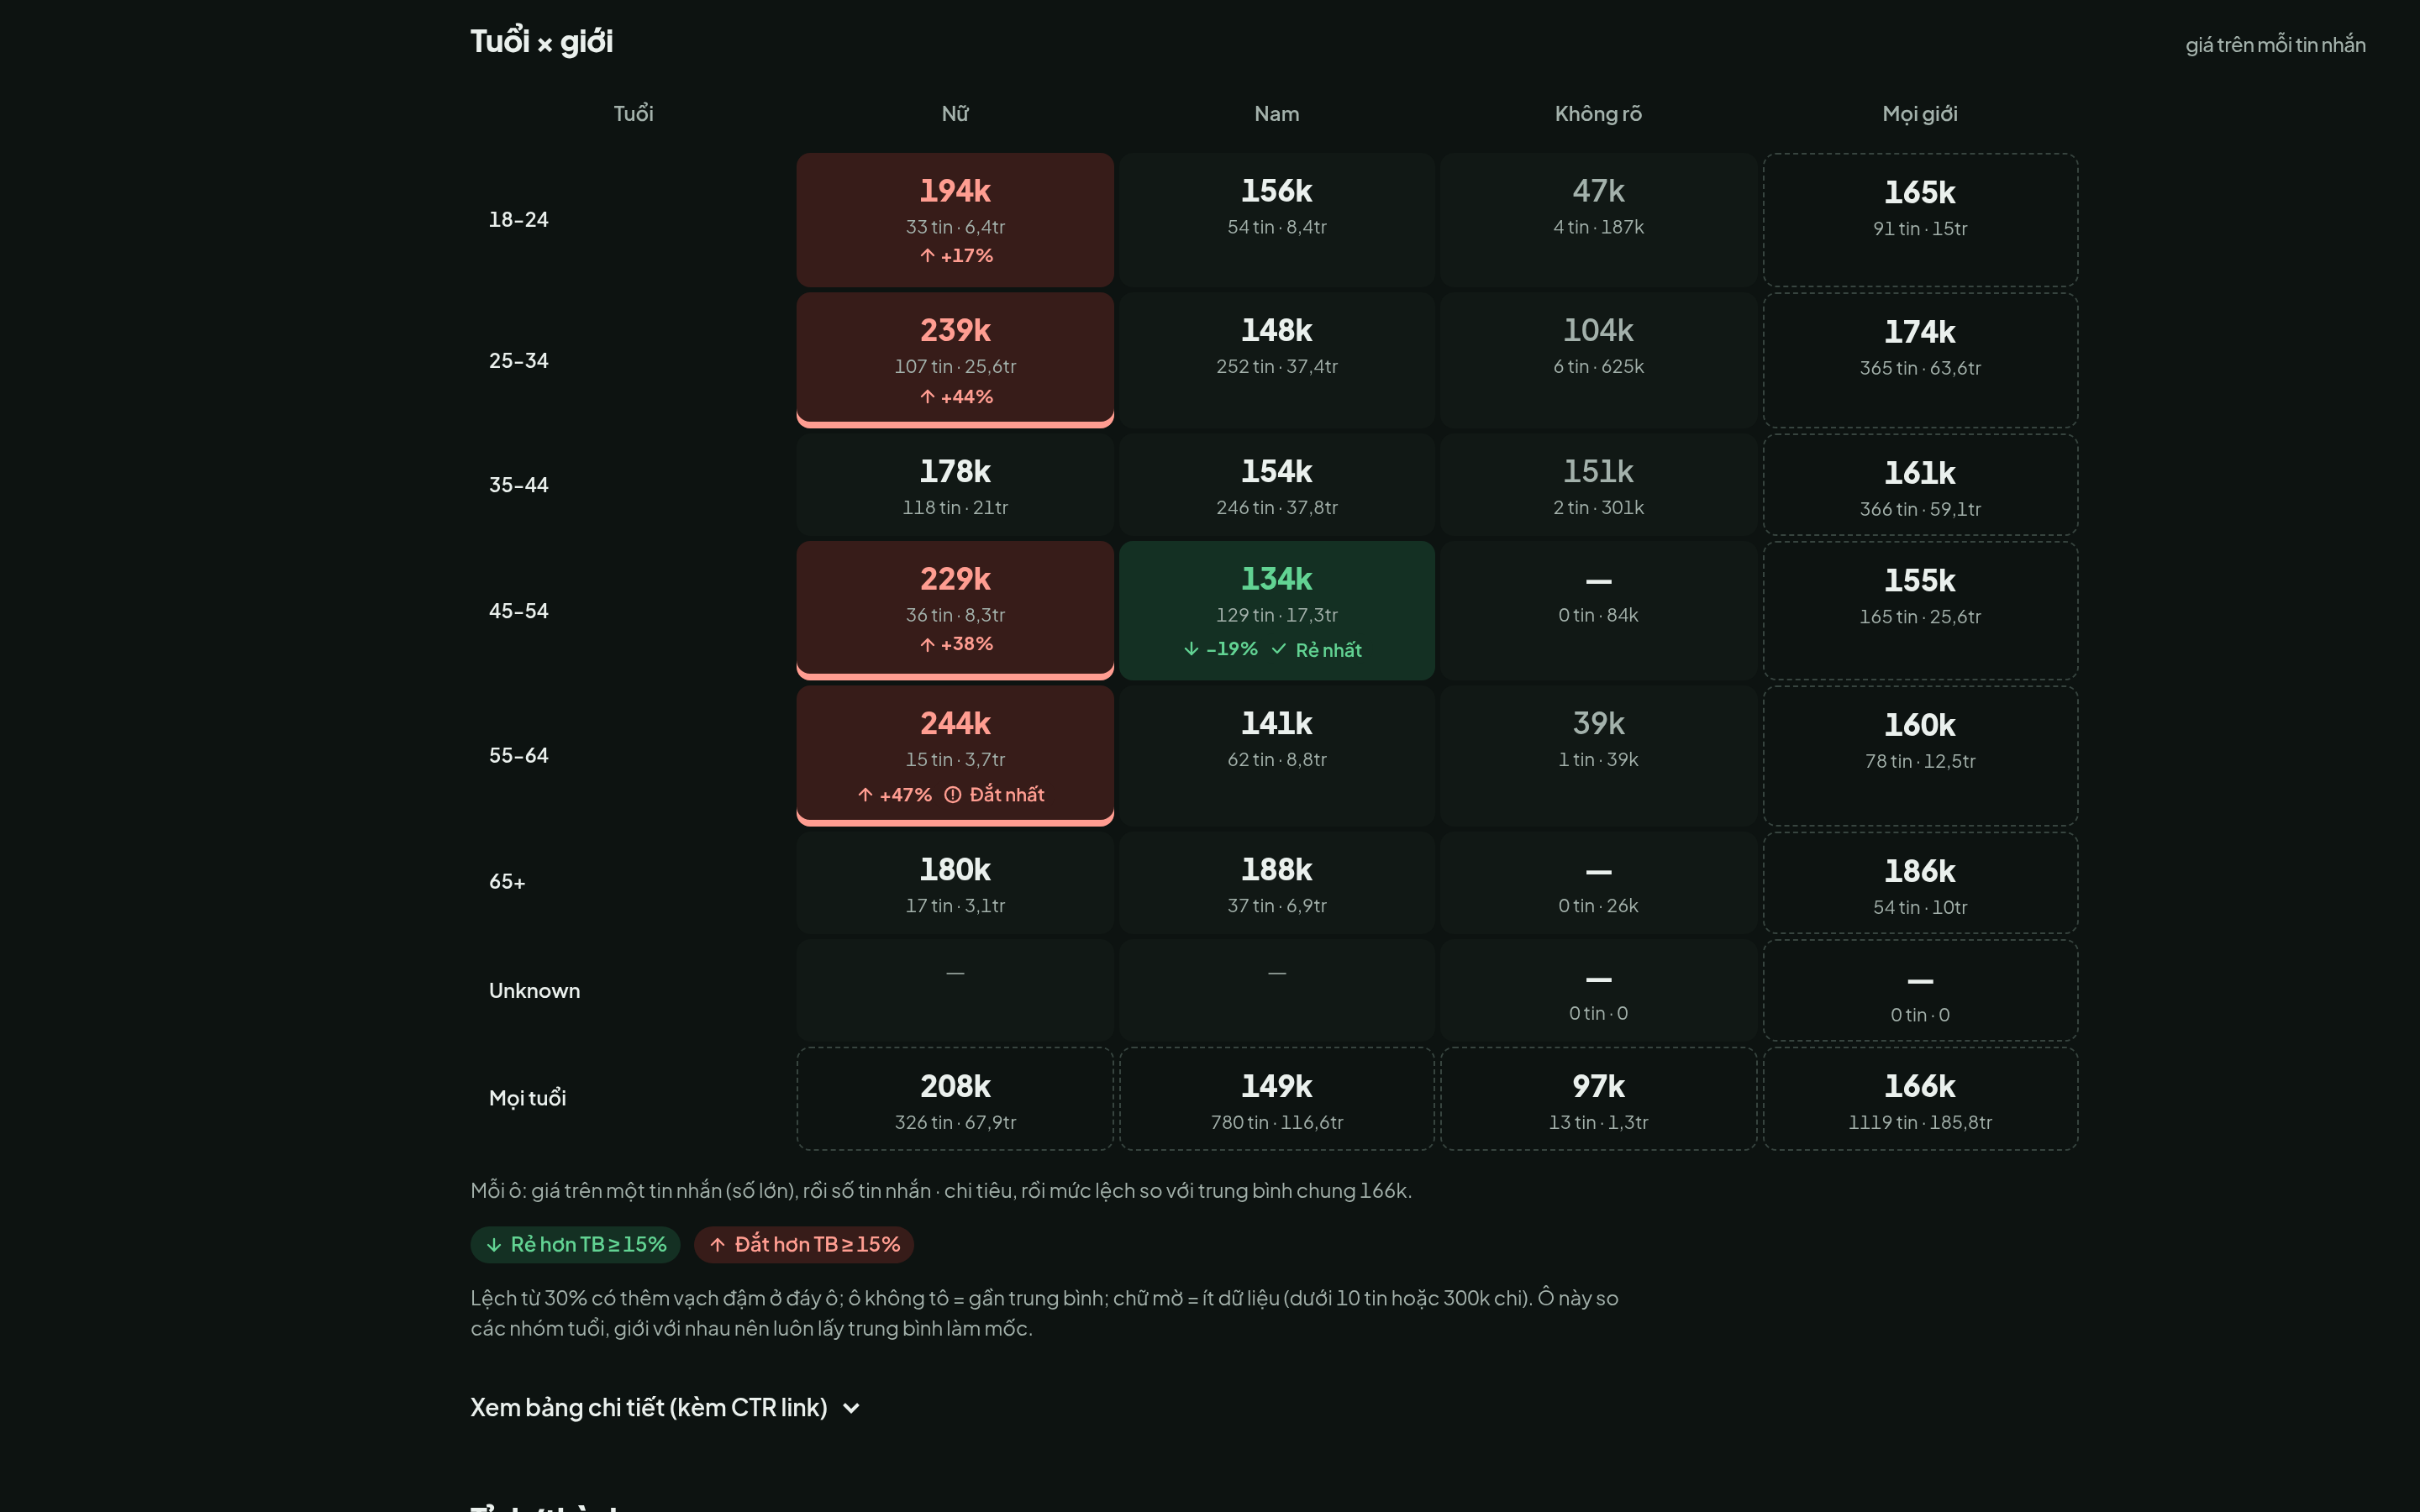 Tuổi × giới
giá trên mỗi tin nhắn
Tuổi Nữ Nam Không rõ Mọi giới
18–24
194k
33 tin · 6,4tr
↑ +17%
156k
54 tin · 8,4tr
47k
4 tin · 187k
165k
91 tin · 15tr
25–34
239k
107 tin · 25,6tr
↑ +44%
148k
252 tin · 37,4tr
104k
6 tin · 625k
174k
365 tin · 63,6tr
35–44
178k
118 tin · 21tr
154k
246 tin · 37,8tr
151k
2 tin · 301k
161k
366 tin · 59,1tr
45–54
229k
36 tin · 8,3tr
↑ +38%
134k
129 tin · 17,3tr
↓ −19% ✓ Rẻ nhất
—
0 tin · 84k
155k
165 tin · 25,6tr
55–64
244k
15 tin · 3,7tr
↑ +47% Đắt nhất
141k
62 tin · 8,8tr
39k
1 tin · 39k
160k
78 tin · 12,5tr
65+
180k
17 tin · 3,1tr
188k
37 tin · 6,9tr
—
0 tin · 26k
186k
54 tin · 10tr
Unknown
—
—
—
0 tin · 0
—
0 tin · 0
Mọi tuổi
208k
326 tin · 67,9tr
149k
780 tin · 116,6tr
97k
13 tin · 1,3tr
166k
1119 tin · 185,8tr
Mỗi ô: giá trên một tin nhắn (số lớn), rồi số tin nhắn · chi tiêu, rồi mức lệch so với trung bình chung 166k.
↓ Rẻ hơn TB ≥ 15% ↑ Đắt hơn TB ≥ 15%
Lệch từ 30% có thêm vạch đậm ở đáy ô; ô không tô = gần trung bình; chữ mờ = ít dữ liệu (dưới 10 tin hoặc 300k chi). Ô này so
các nhóm tuổi, giới với nhau nên luôn lấy trung bình làm mốc.
Xem bảng chi tiết (kèm CTR link)